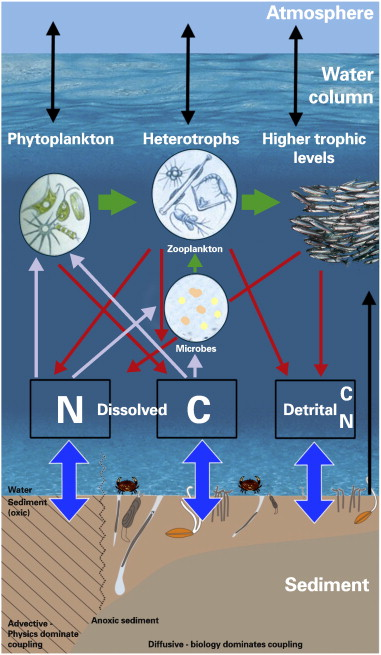 Atmosphere
Water
column
Phytoplankton
Heterotrophs
Higher trophic
levels
Zooplankton
Microbes
N
Dissolved
C
Detrital
C
N
Water
Sediment
(oxic)
Sediment
Anoxic sediment
Advective -
Physics dominate
coupling
Diffusive - biology dominates coupling